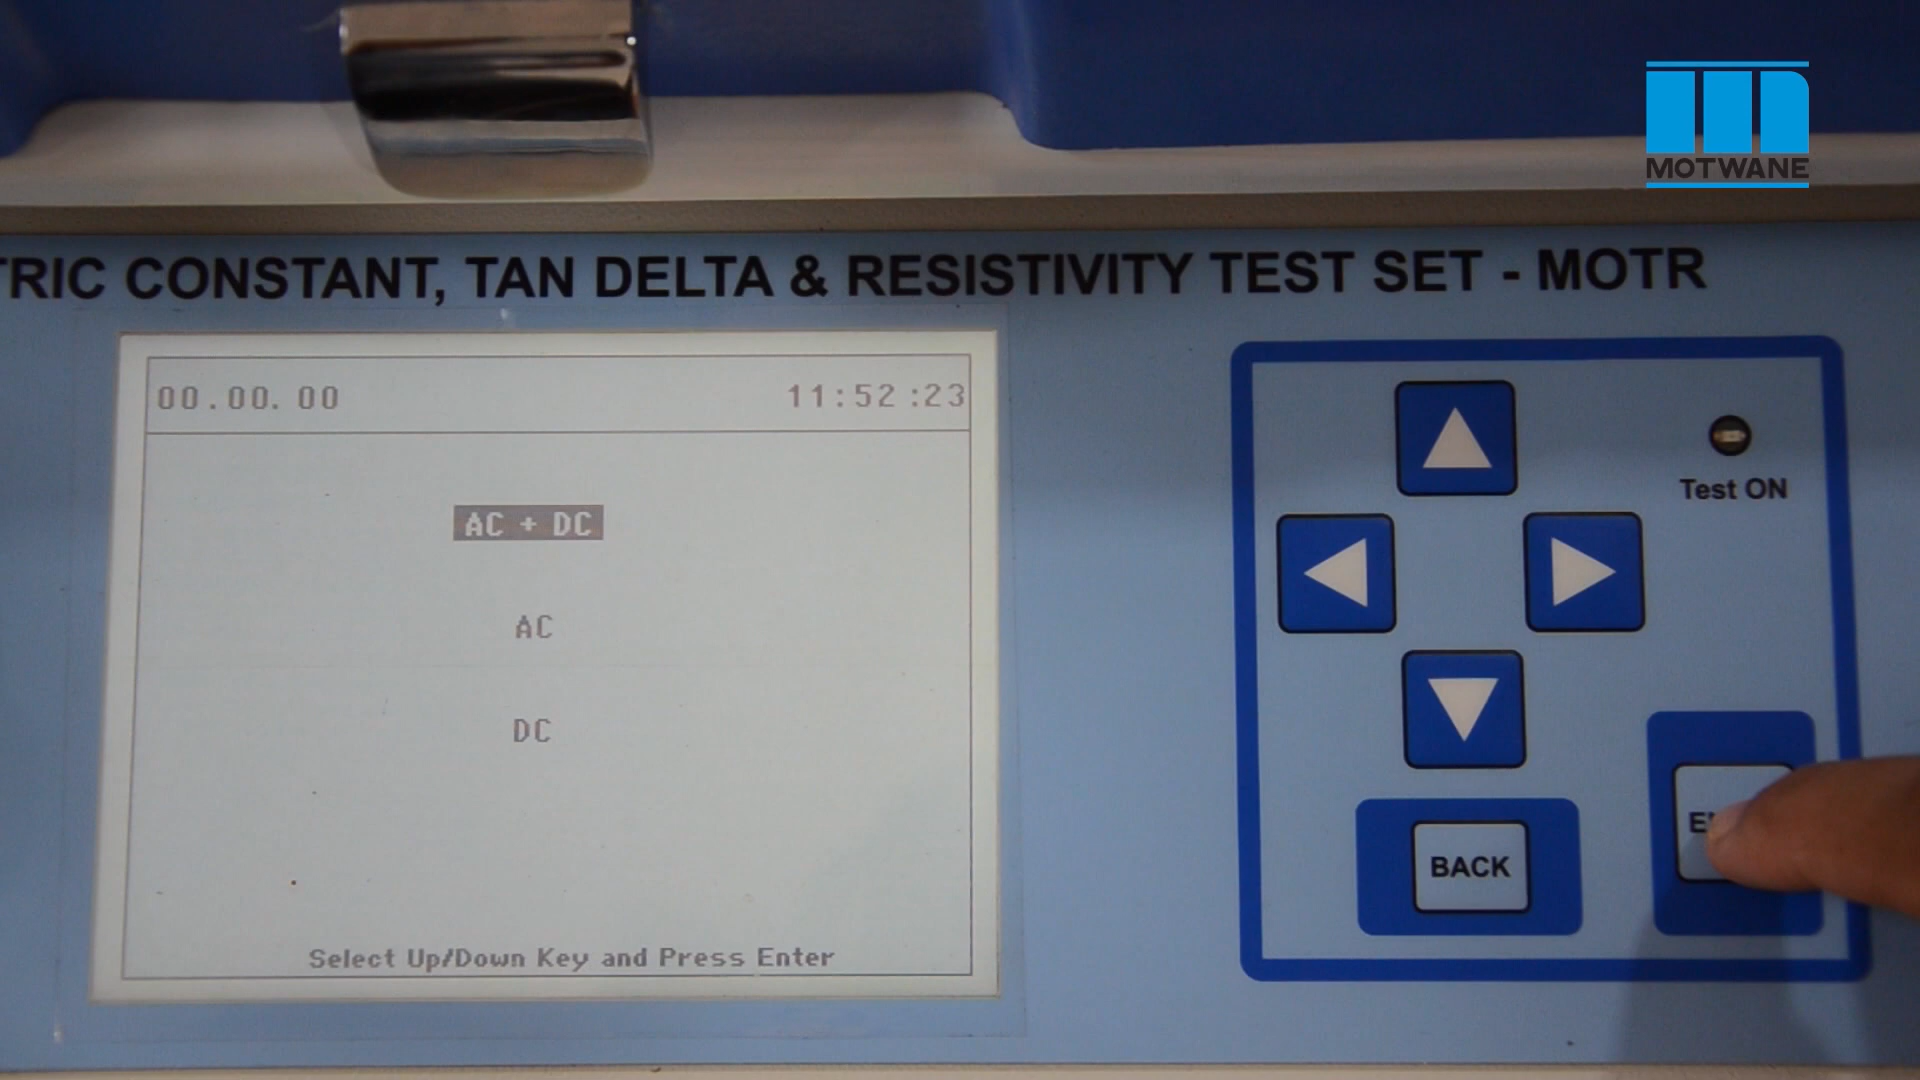 MOTWANE
TRIC CONSTANT, TAN DELTA & RESISTIVITY TEST SET - MOTR
00.00.00 11:52:23
AC + DC
AC
DC
Select Up/Down Key and Press Enter
Test ON
BACK